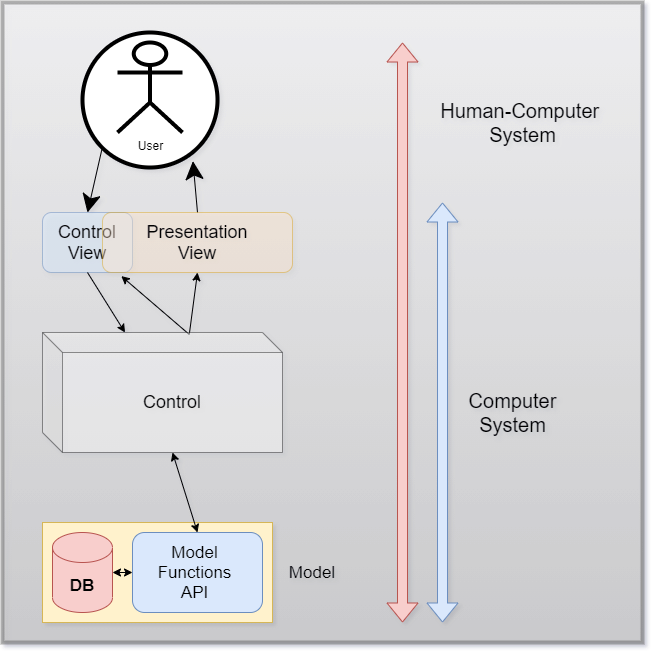 User
Human-Computer
System
Control
View
Presentation
View
Control
Computer
System
Model
Functions
API
DB
Model